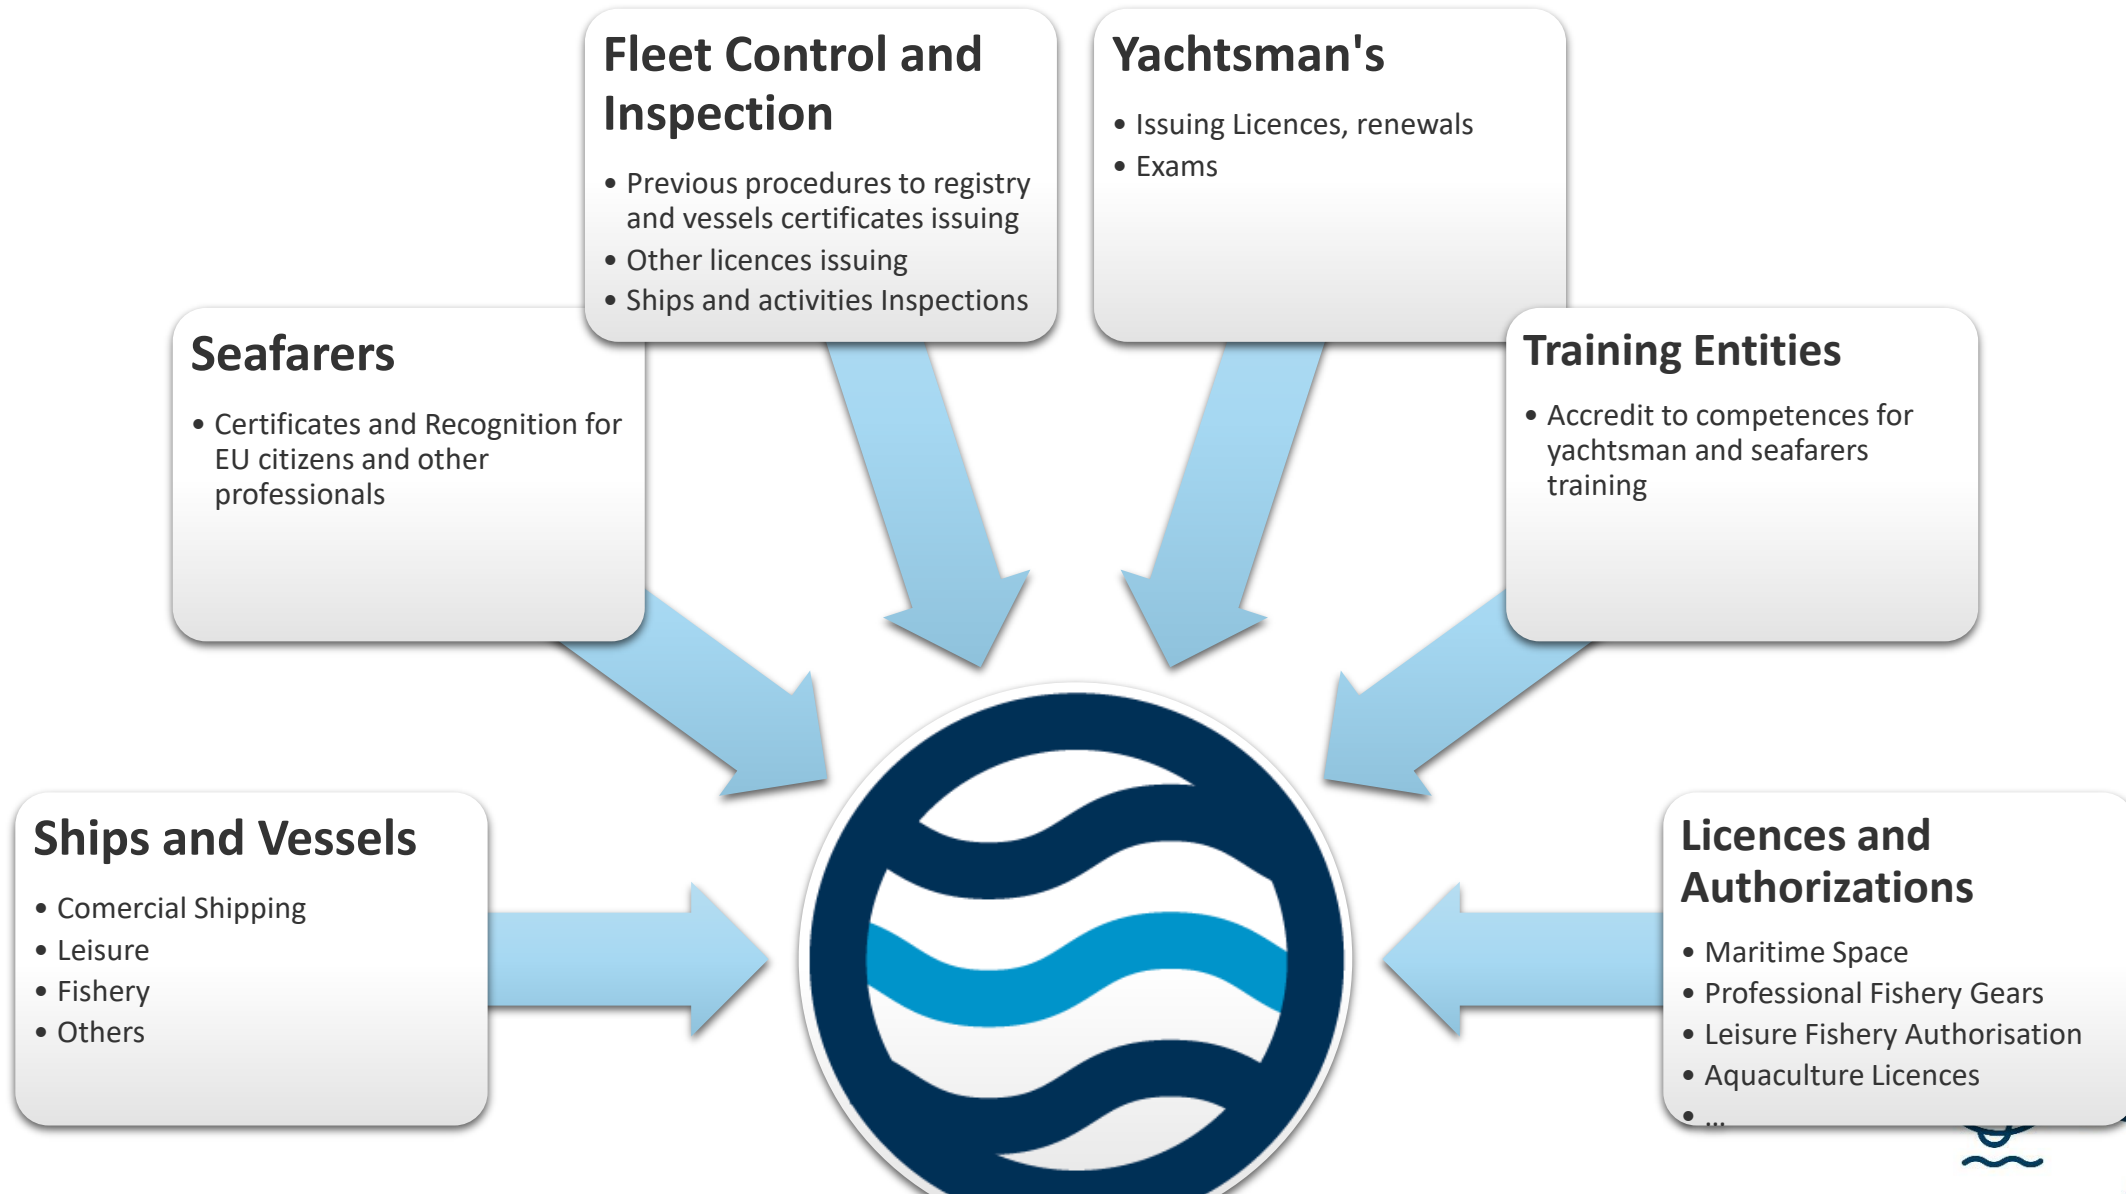 Fleet Control and
Inspection
• Previous procedures to registry
and vessels certificates issuing
• Other licences issuing
• Ships and activities Inspections
Yachtsman's
• Issuing Licences, renewals
• Exams
Seafarers
• Certificates and Recognition for
EU citizens and other
professionals
Training Entities
• Accredit to competences for
yachtsman and seafarers
training
Ships and Vessels
• Comercial Shipping
• Leisure
• Fishery
• Others
Licences and
Authorizations
• Maritime Space
• Professional Fishery Gears
• Leisure Fishery Authorisation
• Aquaculture Licences
• ...